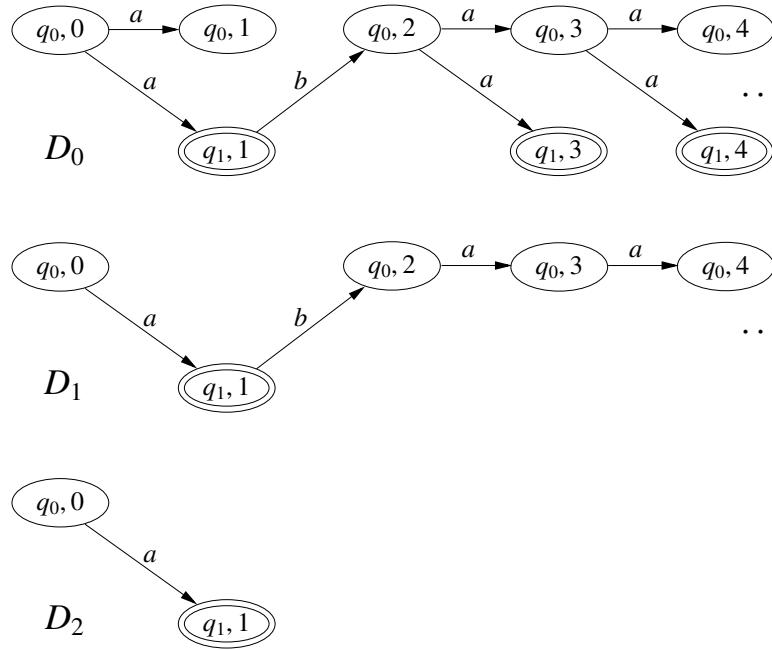 a a a
q₀, 0 q₀, 1 q₀, 2 q₀, 3 q₀, 4
a b a a
. .
D₀ q₁, 1 q₁, 3 q₁, 4
a a
q₀, 0 q₀, 2 q₀, 3 q₀, 4
a b
. .
D₁ q₁, 1
q₀, 0
a
D₂ q₁, 1